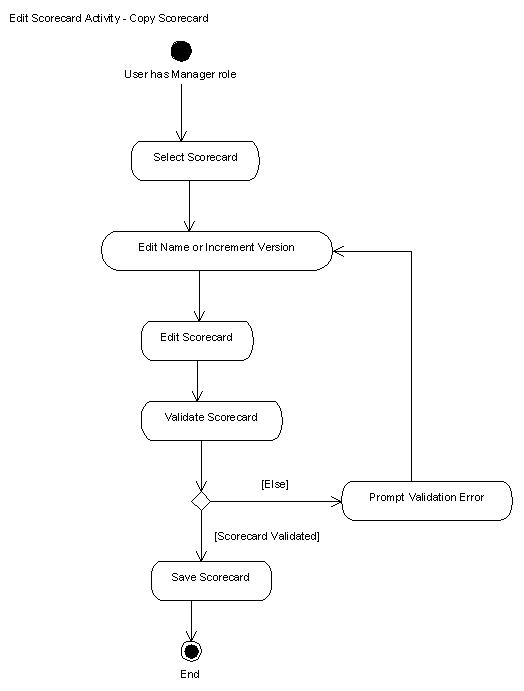 Edit Scorecard Activity - Copy Scorecard
User has Manager role
Select Scorecard
Edit Name or Increment Version
Edit Scorecard
Validate Scorecard
[Else]
Prompt Validation Error
[Scorecard Validated]
Save Scorecard
End